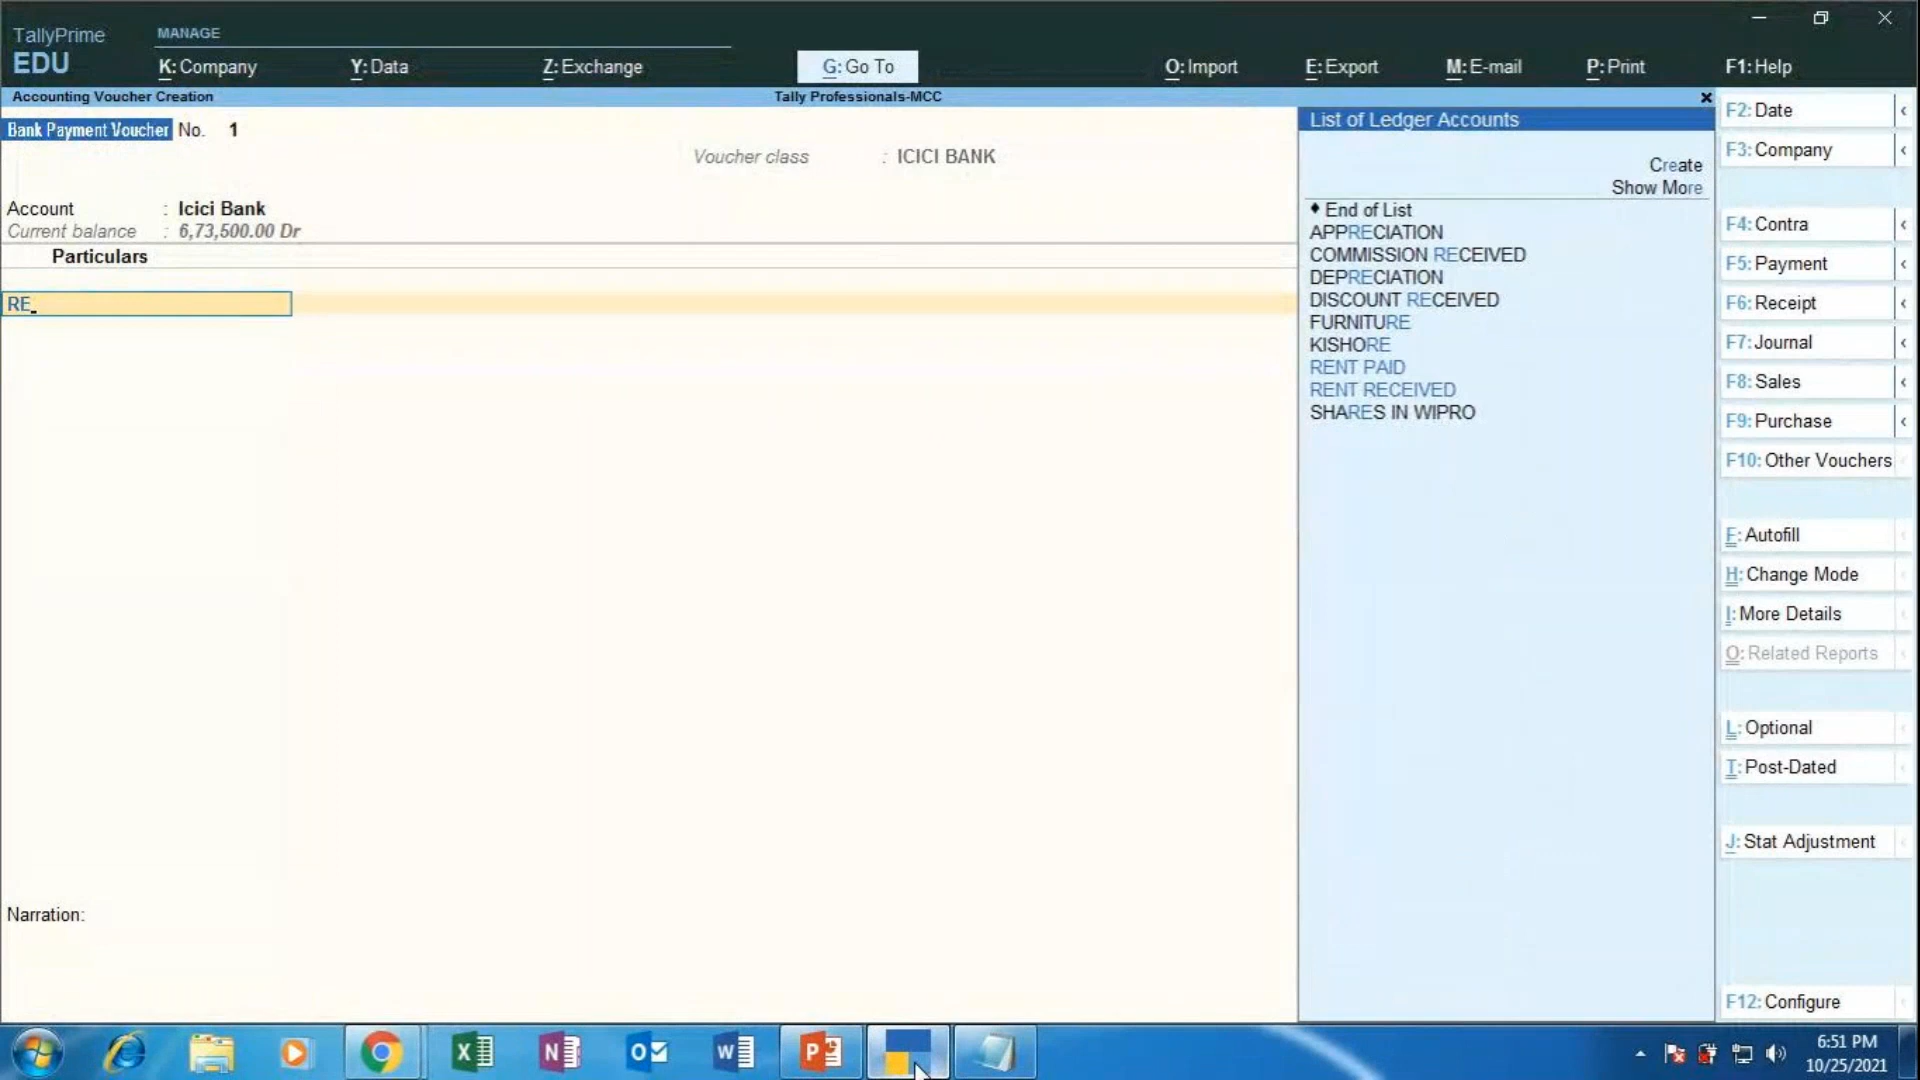 TallyPrime
EDU
MANAGE
K: Company
Y: Data
Z: Exchange
G: Go To
O: Import
E: Export
M: E-mail
P: Print
F1: Help
Accounting Voucher Creation
Tally Professionals-MCC
Bank Payment Voucher No. 1
Voucher class : ICICI BANK
Account : Icici Bank
Current balance : 6,73,500.00 Dr
Particulars
RE
Narration:
List of Ledger Accounts
Create
Show More
♦ End of List
APPRECIATION
COMMISSION RECEIVED
DEPRECIATION
DISCOUNT RECEIVED
FURNITURE
KISHORE
RENT PAID
RENT RECEIVED
SHARES IN WIPRO
F2: Date
F3: Company
F4: Contra
F5: Payment
F6: Receipt
F7: Journal
F8: Sales
F9: Purchase
F10: Other Vouchers
F: Autofill
H: Change Mode
I: More Details
O: Related Reports
L: Optional
T: Post-Dated
J: Stat Adjustment
F12: Configure
6:51 PM
10/25/2021